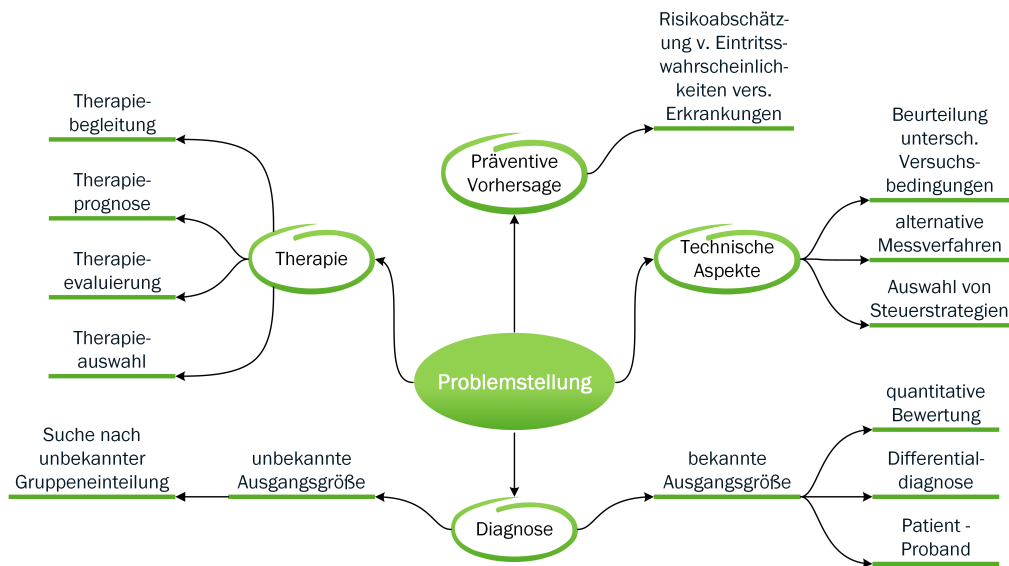 Risikoabschätz-
ung v. Eintritss-
wahrscheinlich-
keiten vers.
Erkrankungen
Therapie-
begleitung
Therapie-
prognose
Therapie-
evaluierung
Therapie-
auswahl
Therapie
Präventive
Vorhersage
Technische
Aspekte
Beurteilung
untersch.
Versuchs-
bedingungen
alternative
Messverfahren
Auswahl von
Steuerstrategien
Problemstellung
Suche nach
unbekannter
Gruppeneinteilung
unbekannte
Ausgangsgröße
Diagnose
bekannte
Ausgangsgröße
quantitative
Bewertung
Differential-
diagnose
Patient -
Proband